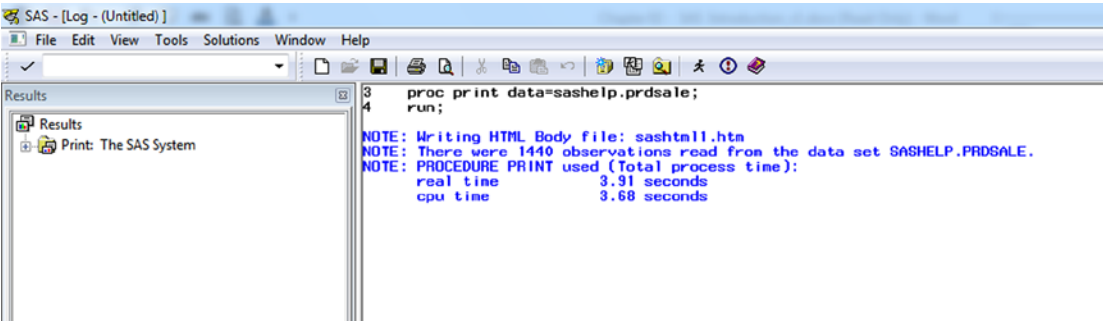 SAS - [Log - (Untitled) ]
File Edit View Tools Solutions Window Help
Results
Results
Print: The SAS System
3 proc print data=sashelp.prdsale;
4 run;
NOTE: Writing HTML Body file: sashtml1.htm
NOTE: There were 1440 observations read from the data set SASHELP.PRDSALE.
NOTE: PROCEDURE PRINT used (Total process time):
real time 3.91 seconds
cpu time 3.68 seconds